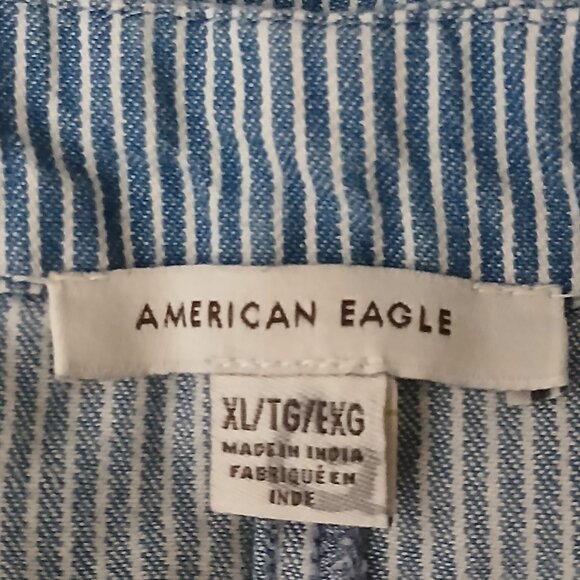 AMERICAN EAGLE
XL/TG/EXG
MADE IN INDIA
FABRIQUÉ EN
INDE